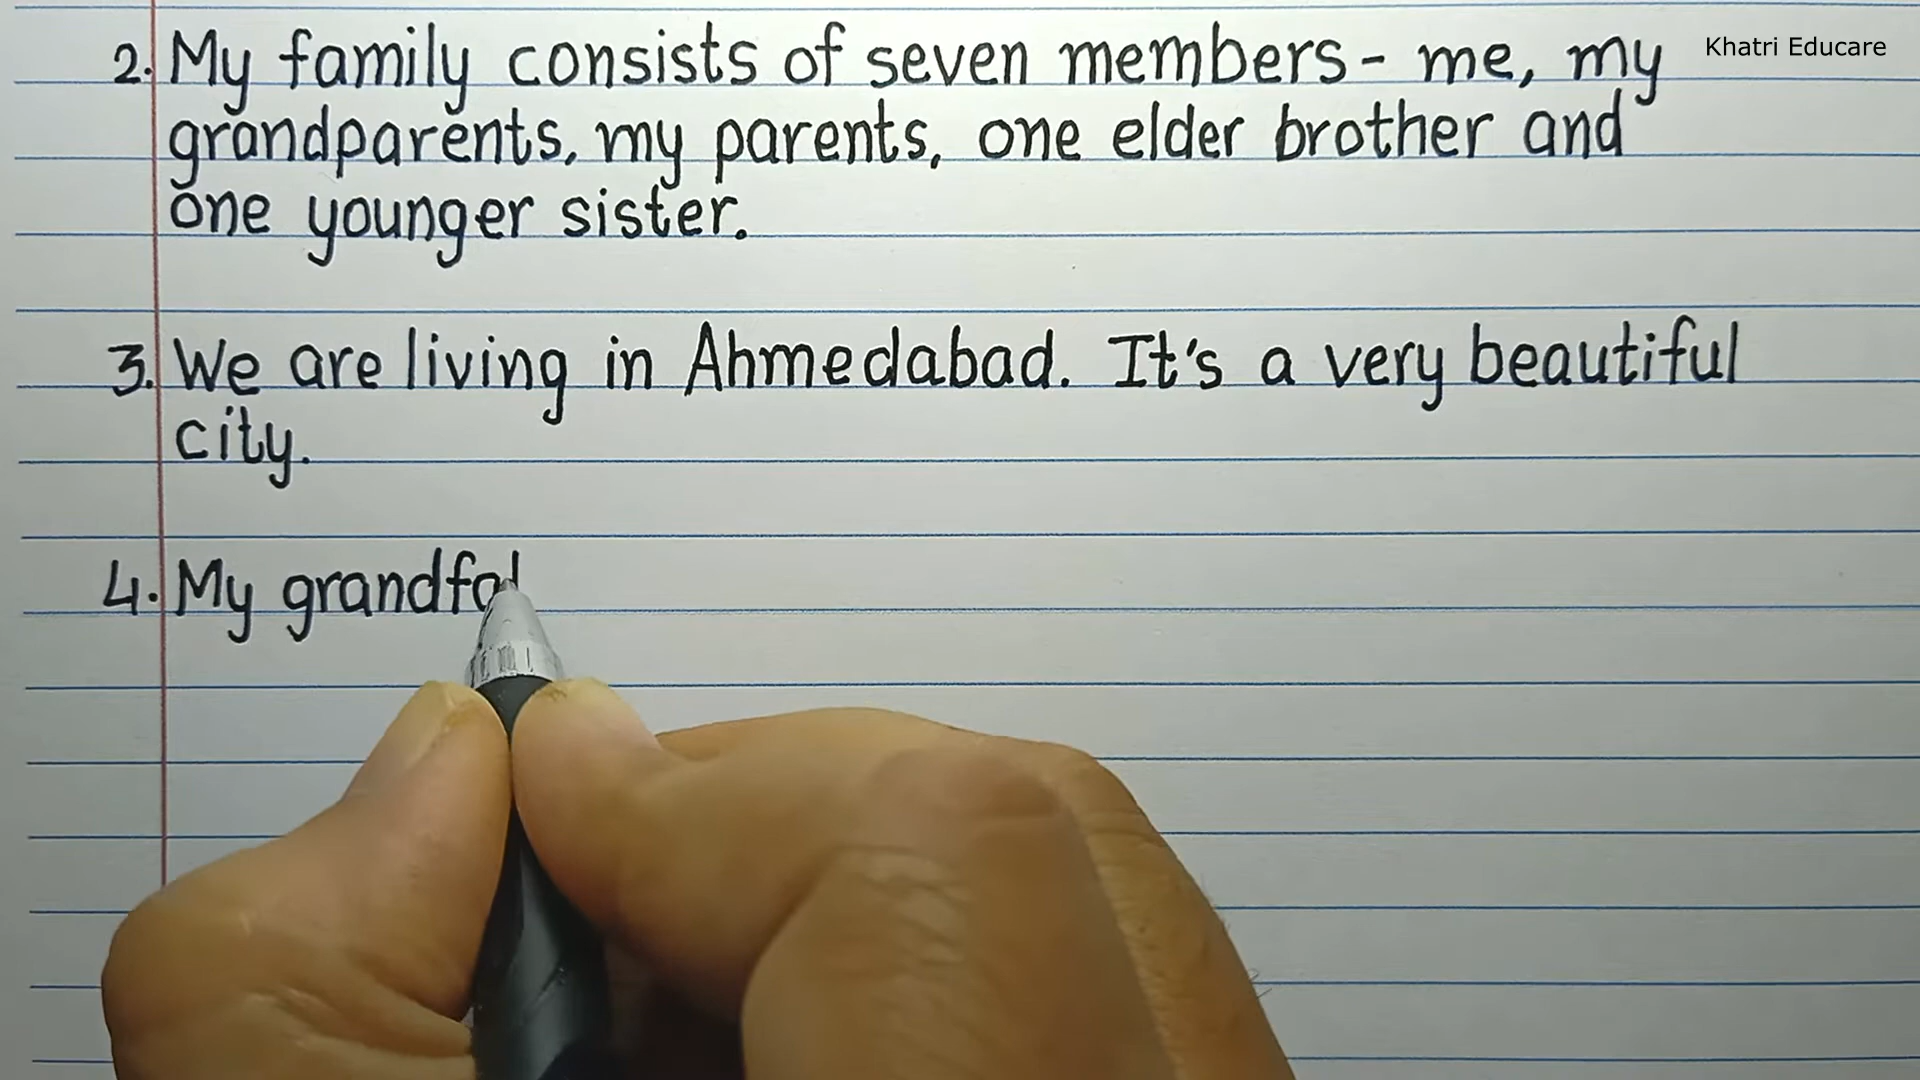 2. My family consists of seven members - me, my
Khatri Educare
grandparents, my parents, one elder brother and
one younger sister.
3. We are living in Ahmedabad. It's a very beautiful
city.
4. My